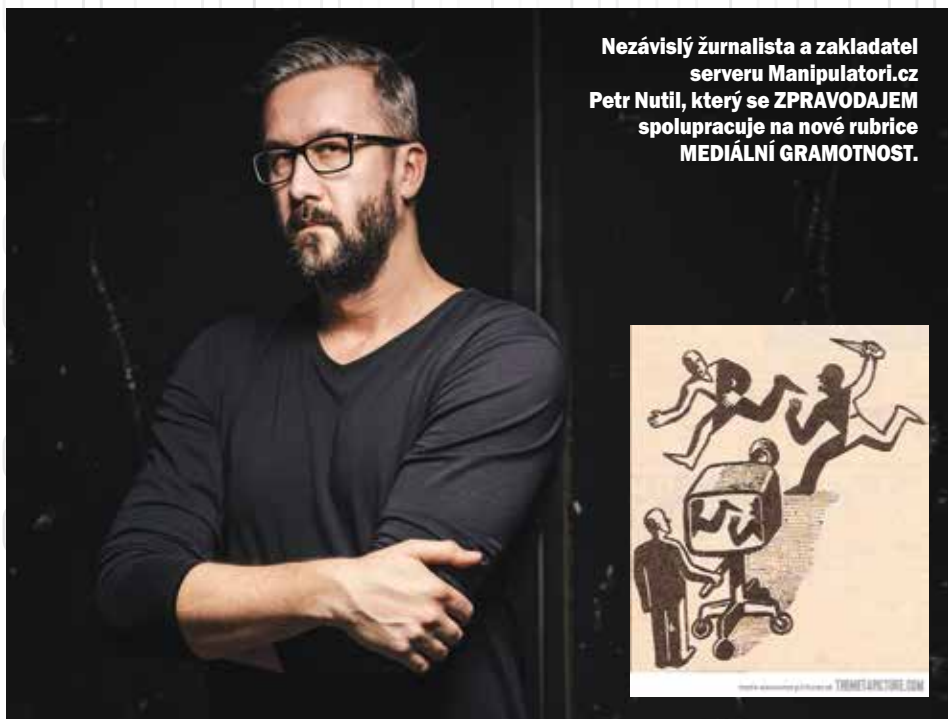 Nezávislý žurnalista a zakladatel
serveru Manipulatori.cz
Petr Nutil, který se ZPRAVODAJEM
spolupracuje na nové rubrice
MEDIÁLNÍ GRAMOTNOST.
THEMETAPICTURE.COM